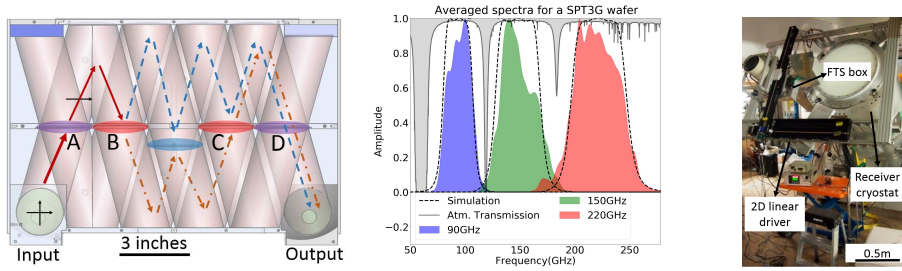 A
B
C
D
Input
3 inches
Output
Averaged spectra for a SPT3G wafer
Amplitude
1.0
0.8
0.6
0.4
0.2
0.0
−0.2
Simulation
Atm. Transmission
90GHz
150GHz
220GHz
50
100
150
200
250
Frequency(GHz)
FTS box
Receiver
cryostat
2D linear
driver
0.5m